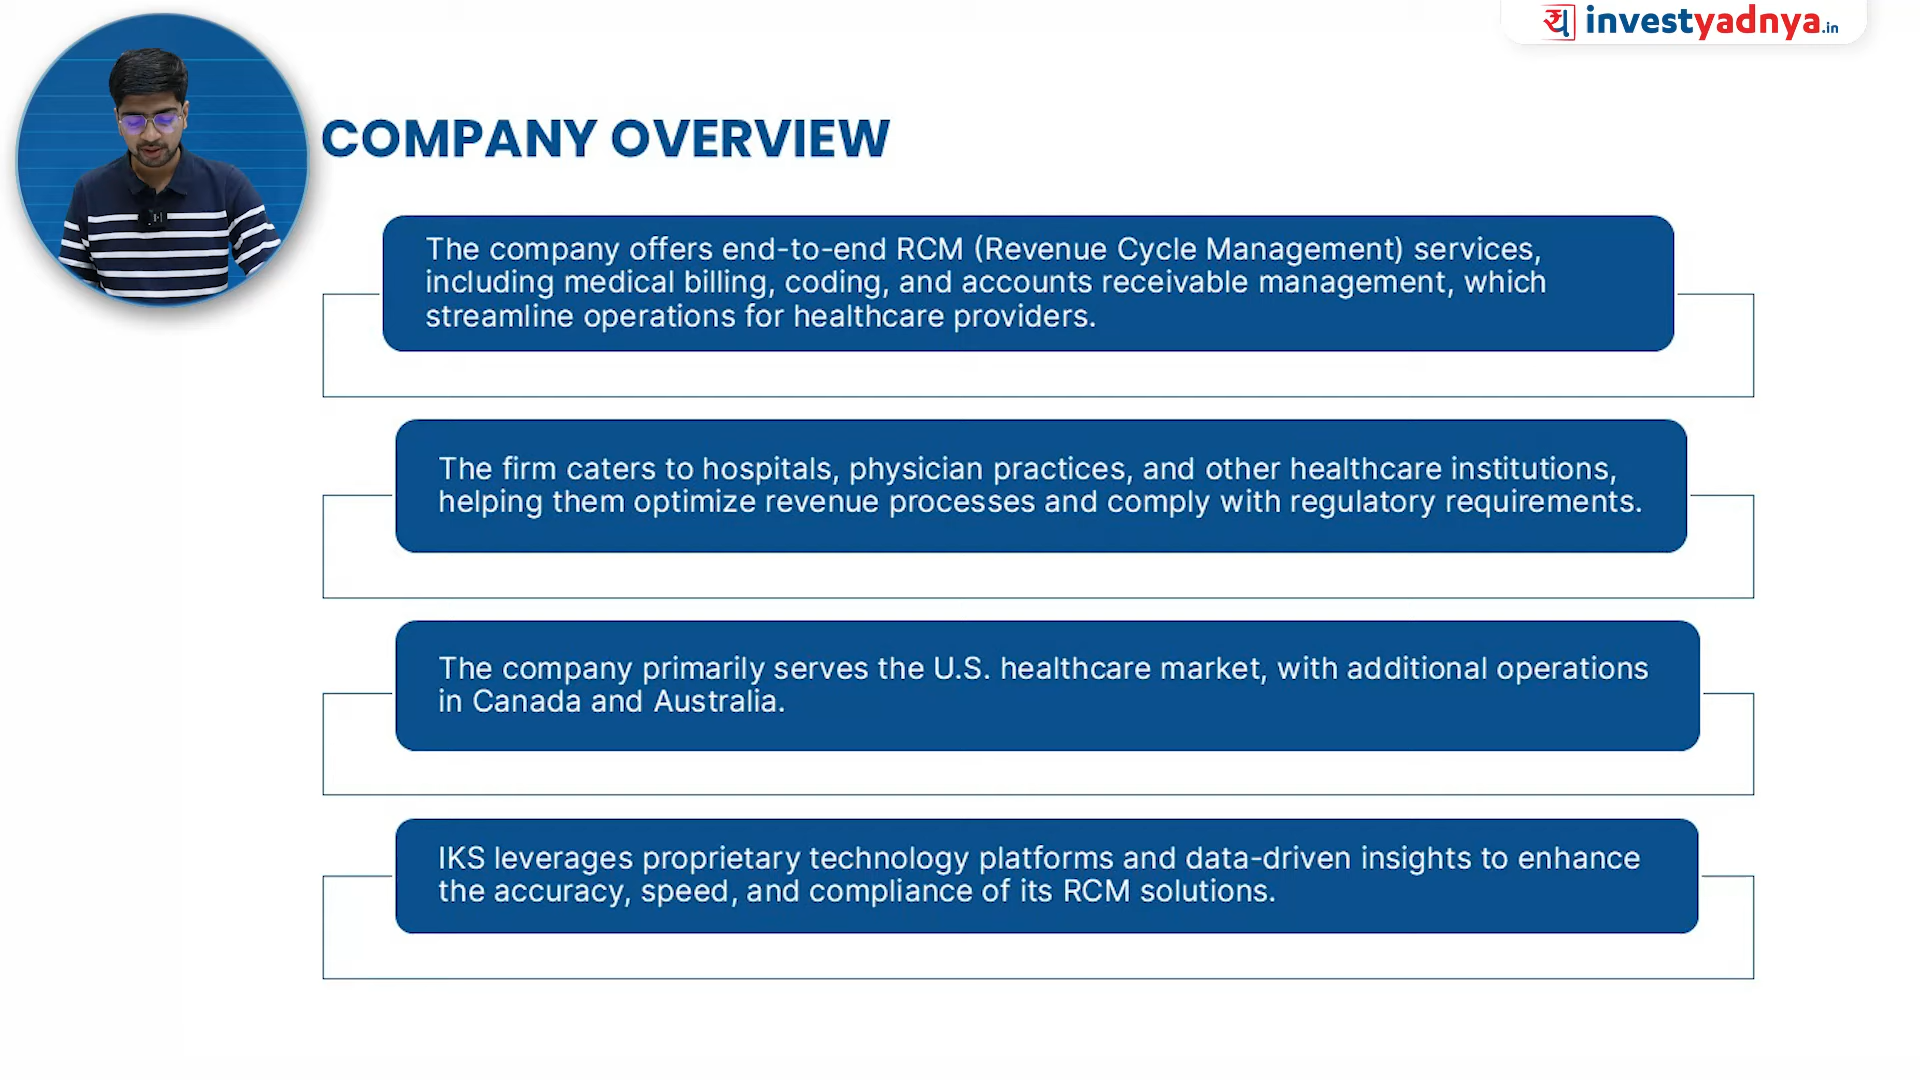 investyadnya.in
COMPANY OVERVIEW
The company offers end-to-end RCM (Revenue Cycle Management) services,
including medical billing, coding, and accounts receivable management, which
streamline operations for healthcare providers.
The firm caters to hospitals, physician practices, and other healthcare institutions,
helping them optimize revenue processes and comply with regulatory requirements.
The company primarily serves the U.S. healthcare market, with additional operations
in Canada and Australia.
IKS leverages proprietary technology platforms and data-driven insights to enhance
the accuracy, speed, and compliance of its RCM solutions.